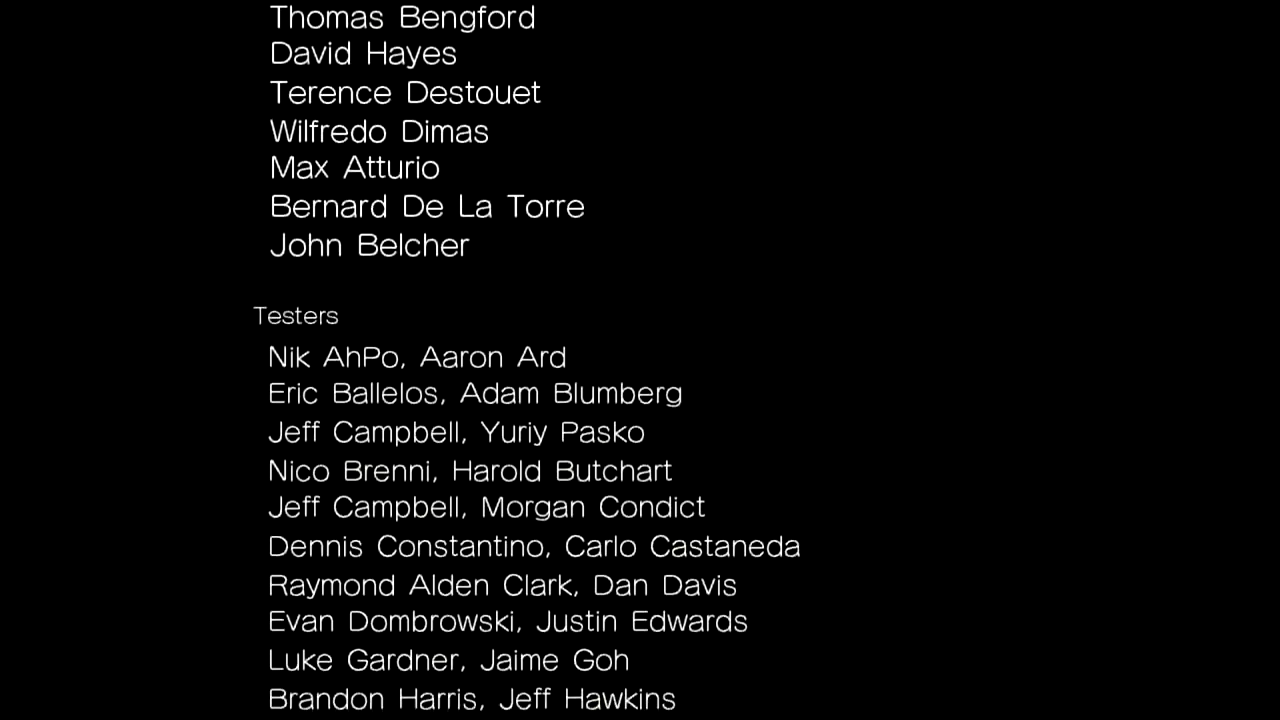 Thomas Bengford
David Hayes
Terence Destouet
Wilfredo Dimas
Max Atturio
Bernard De La Torre
John Belcher
Testers
Nik AhPo, Aaron Ard
Eric Ballelos, Adam Blumberg
Jeff Campbell, Yuriy Pasko
Nico Brenni, Harold Butchart
Jeff Campbell, Morgan Condict
Dennis Constantino, Carlo Castaneda
Raymond Alden Clark, Dan Davis
Evan Dombrowski, Justin Edwards
Luke Gardner, Jaime Goh
Brandon Harris, Jeff Hawkins